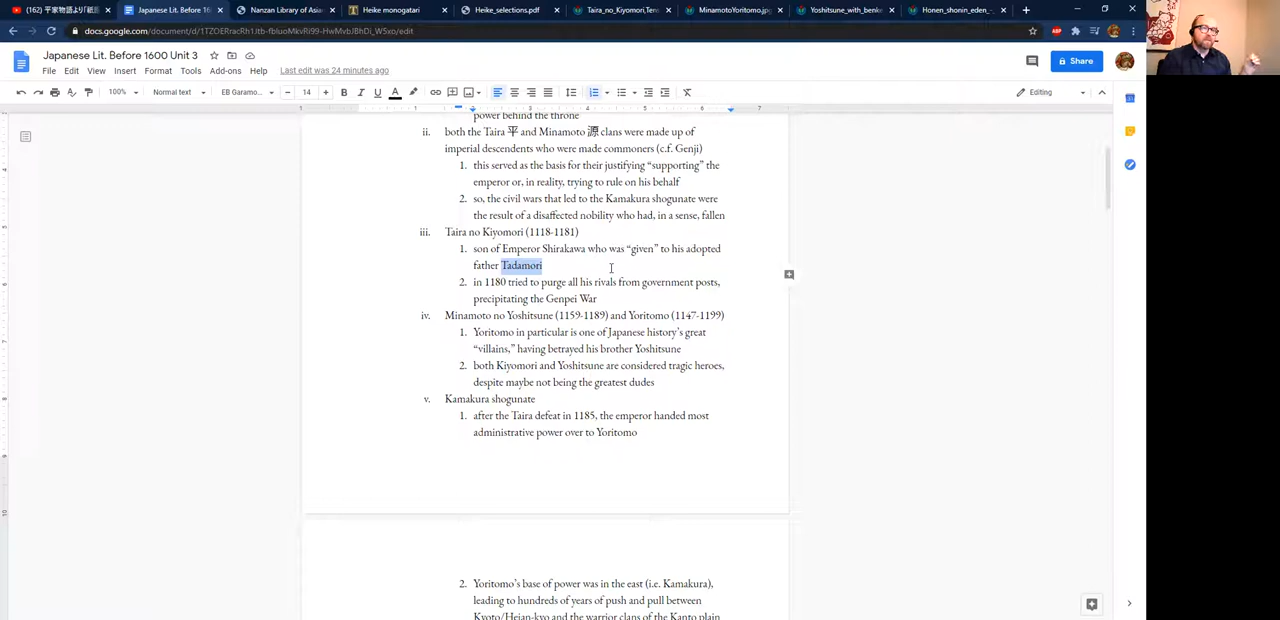 (162) 平家物語より「祇園
Japanese Lit. Before 16
Nanzan Library of Asian
Heike monogatari
Heike_selections.pdf
Taira_no_Kiyomori,Tenn
MinamotoYoritomo.jpg
Yoshitsune_with_benke
Honen_shonin_eden_-_
docs.google.com/document/d/
Japanese Lit. Before 1600 Unit 3
File Edit View Insert Format Tools Add-ons Help Last edit was 24 minutes ago
Share
100% Normal text EB Garamo... 14 B I U A Editing
power behind the throne
ii. both the Taira 平 and Minamoto 源 clans were made up of
imperial descendents who were made commoners (c.f. Genji)
1. this served as the basis for their justifying “supporting” the
emperor or, in reality, trying to rule on his behalf
2. so, the civil wars that led to the Kamakura shogunate were
the result of a disaffected nobility who had, in a sense, fallen
iii. Taira no Kiyomori (1118-1181)
1. son of Emperor Shirakawa who was “given” to his adopted
father Tadamori
2. in 1180 tried to purge all his rivals from government posts,
precipitating the Genpei War
iv. Minamoto no Yoshitsune (1159-1189) and Yoritomo (1147-1199)
1. Yoritomo in particular is one of Japanese history’s great
“villains,” having betrayed his brother Yoshitsune
2. both Kiyomori and Yoshitsune are considered tragic heroes,
despite maybe not being the greatest dudes
v. Kamakura shogunate
1. after the Taira defeat in 1185, the emperor handed most
administrative power over to Yoritomo
2. Yoritomo’s base of power was in the east (i.e. Kamakura),
leading to hundreds of years of push and pull between
Kyoto/Heian-kyo and the warrior clans of the Kanto plain